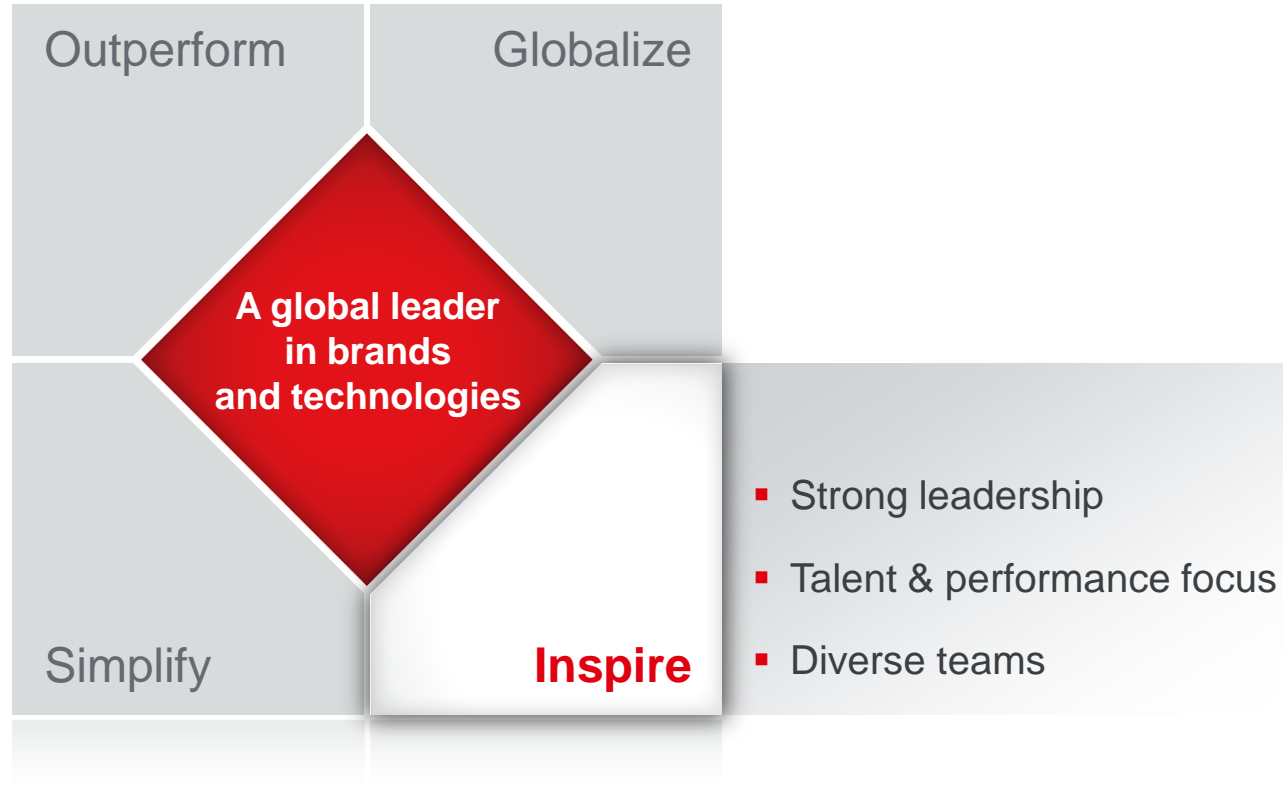 Outperform
Globalize
A global leader
in brands
and technologies
Simplify
Inspire
▪ Strong leadership
▪ Talent & performance focus
▪ Diverse teams